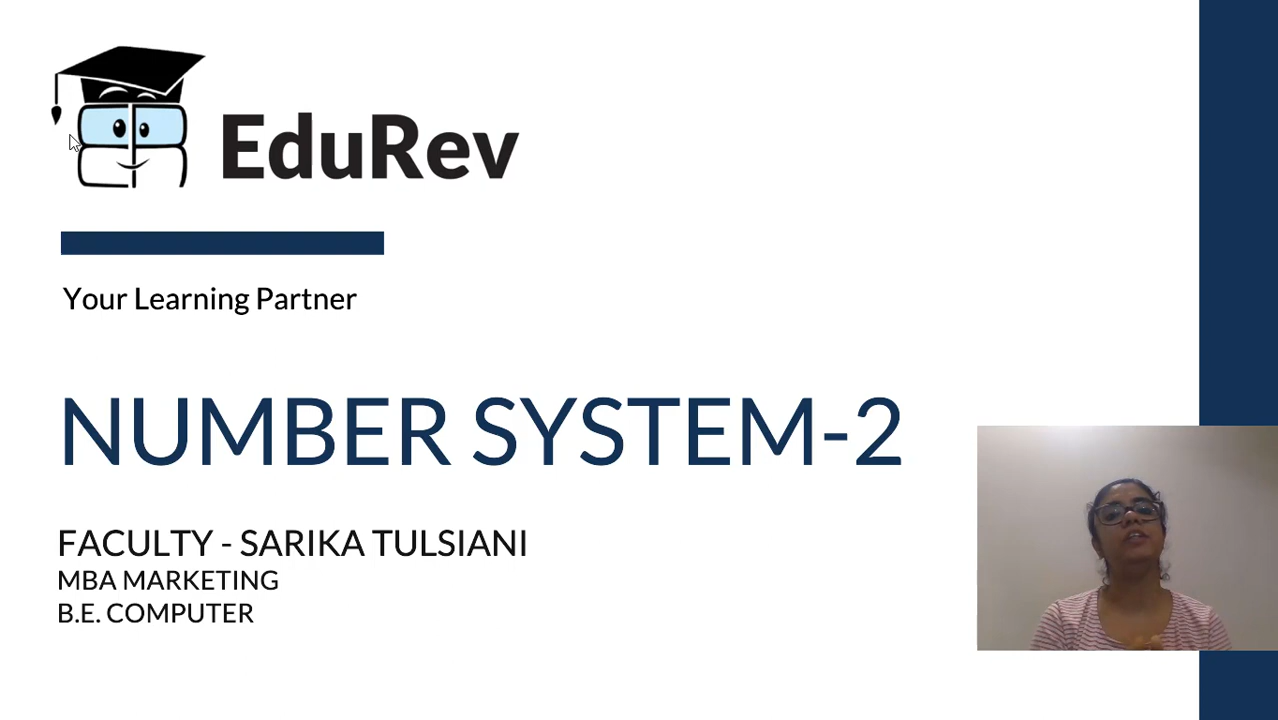 EduRev
Your Learning Partner
NUMBER SYSTEM-2
FACULTY - SARIKA TULSIANI
MBA MARKETING
B.E. COMPUTER